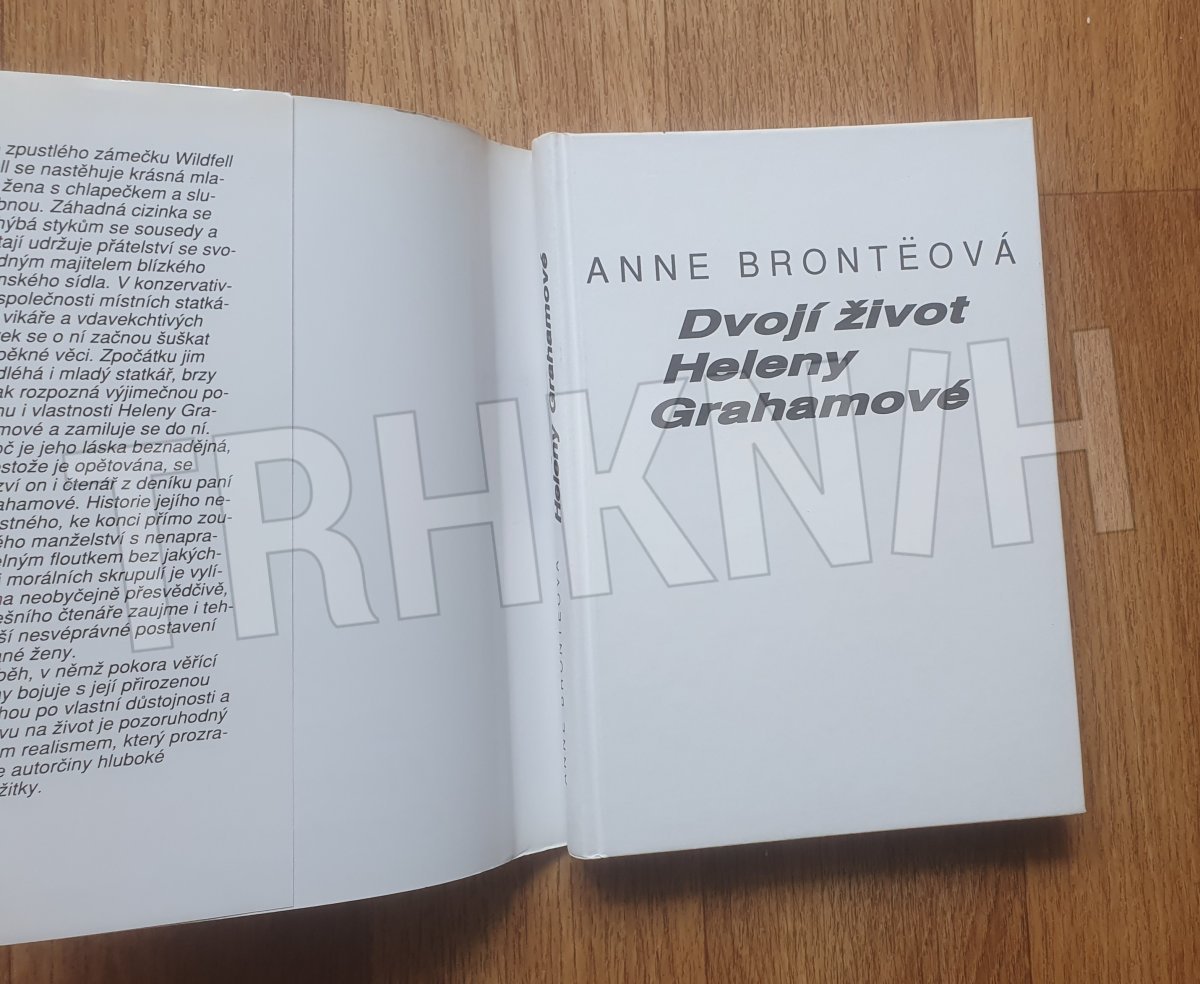 zpustlého zámečku Wildfell
ll se nastěhuje krásná mla-
žena s chlapečkem a slu-
bnou. Záhadná cizinka se
hýbá stykům se sousedy a
tají udržuje přátelství se svo-
dným majitelem blízkého
nského sídla. V konzervativ-
společnosti místních statká-
vikáře a vdavekchtivých
ek se o ní začnou šuškat
pěkné věci. Zpočátku jim
dléhá i mladý statkář, brzy
ak rozpozná výjimečnou po-
hu i vlastnosti Heleny Gra-
mové a zamiluje se do ní.
oč je jeho láska beznadějná,
estože je opětována, se
zví on i čtenář z deníku paní
ahamové. Historie jejího ne-
astného, ke konci přímo zou-
ého manželství s nenapra-
elným floutkem bez jakých-
i morálních skrupulí je vylí-
na neobyčejně přesvědčivě,
ešního čtenáře zaujme i teh-
ší nesvéprávné postavení
ané ženy.
běh, v němž pokora věřící
ny bojuje s její přirozenou
hou po vlastní důstojnosti a
vu na život je pozoruhodný
m realismem, který prozra-
e autorčiny hluboké
žitky.
ANNE BRONTËOVÁ
Heleny Grahamové
ANNE BRONTËOVÁ
Dvojí život
Heleny
Grahamové
TRHKNIH